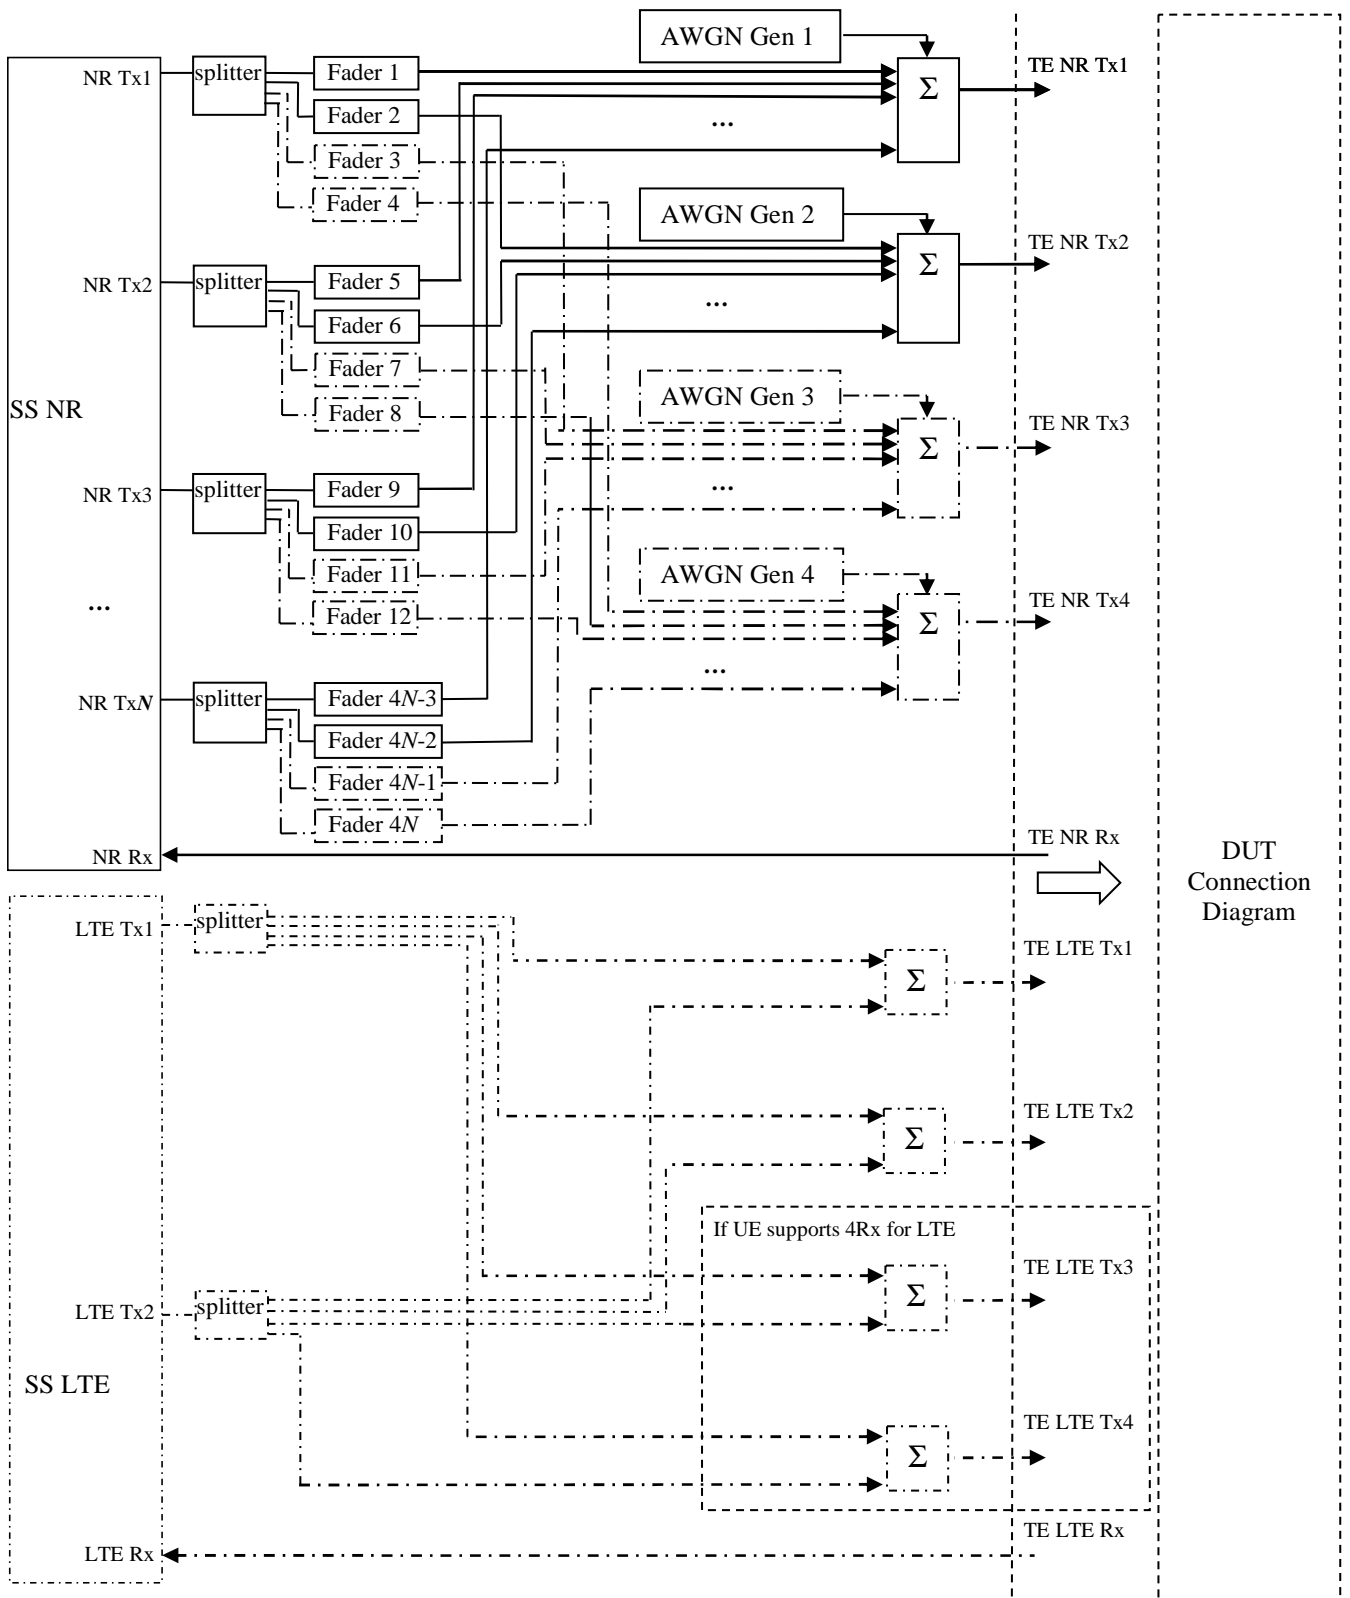 AWGN Gen 1
TE NR Tx1
NR Tx1
splitter
Fader 1
Σ
Fader 2
...
Fader 3
Fader 4
AWGN Gen 2
TE NR Tx2
NR Tx2
splitter
Fader 5
Σ
Fader 6
...
Fader 7
Fader 8
SS NR
AWGN Gen 3
TE NR Tx3
Σ
NR Tx3
splitter
Fader 9
...
Fader 10
Fader 11
Fader 12
...
AWGN Gen 4
TE NR Tx4
Σ
...
NR TxN
splitter
Fader 4N-3
Fader 4N-2
Fader 4N-1
Fader 4N
NR Rx
TE NR Rx
DUT
Connection
Diagram
LTE Tx1
splitter
TE LTE Tx1
Σ
TE LTE Tx2
Σ
If UE supports 4Rx for LTE
TE LTE Tx3
Σ
LTE Tx2
splitter
SS LTE
TE LTE Tx4
Σ
TE LTE Rx
LTE Rx